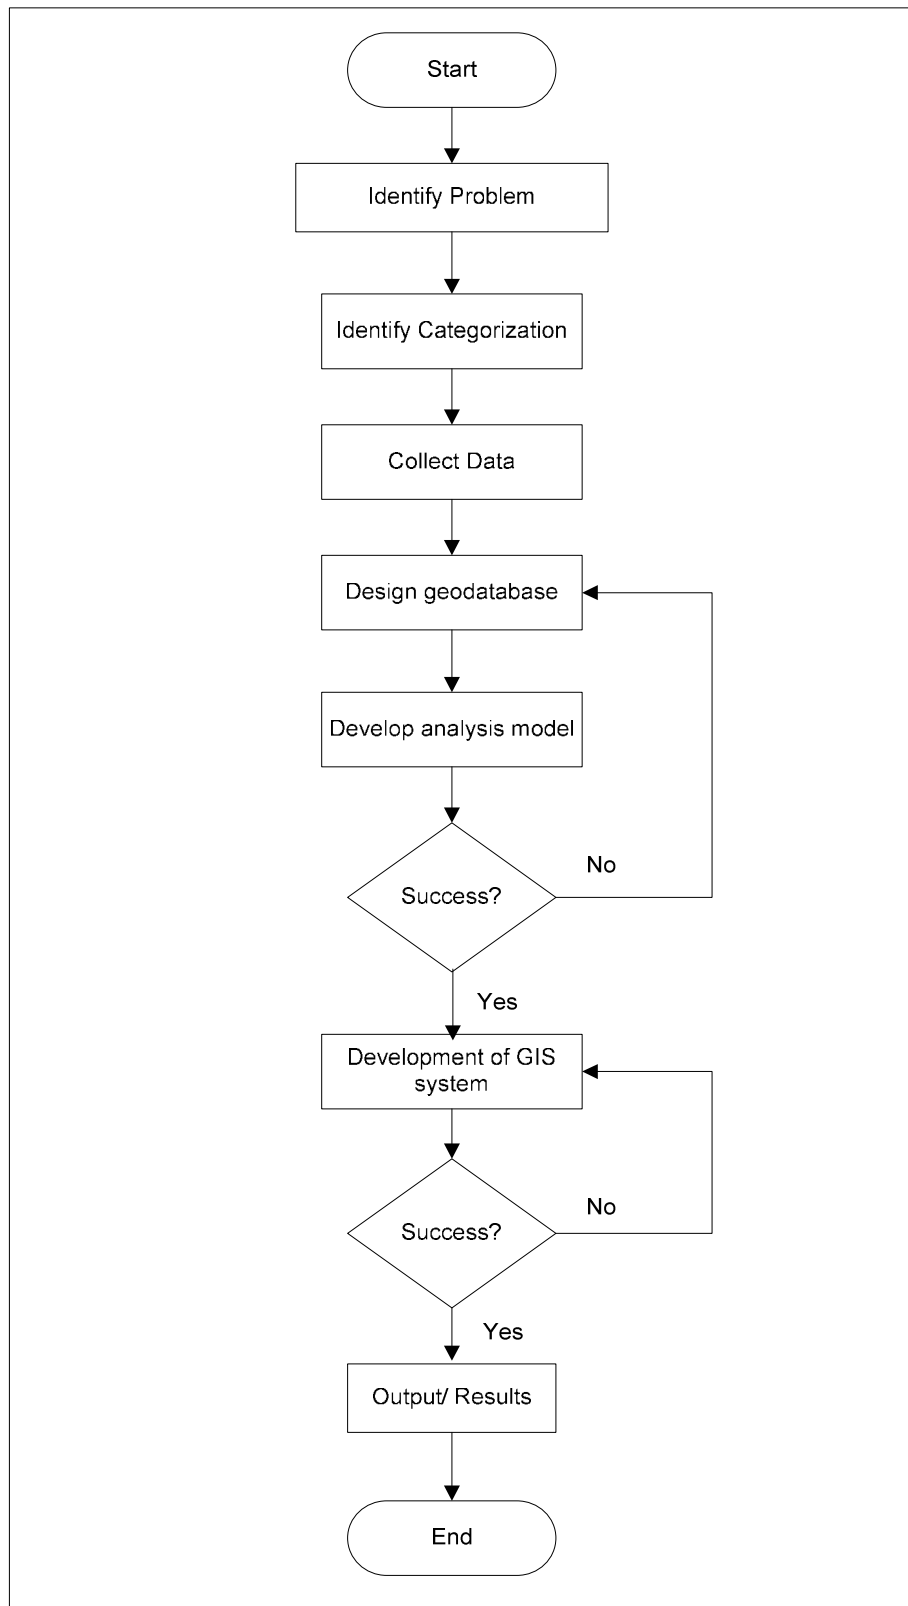 Start
Identify Problem
Identify Categorization
Collect Data
Design geodatabase
Develop analysis model
Success?
No
Yes
Development of GIS
system
Success?
No
Yes
Output/ Results
End